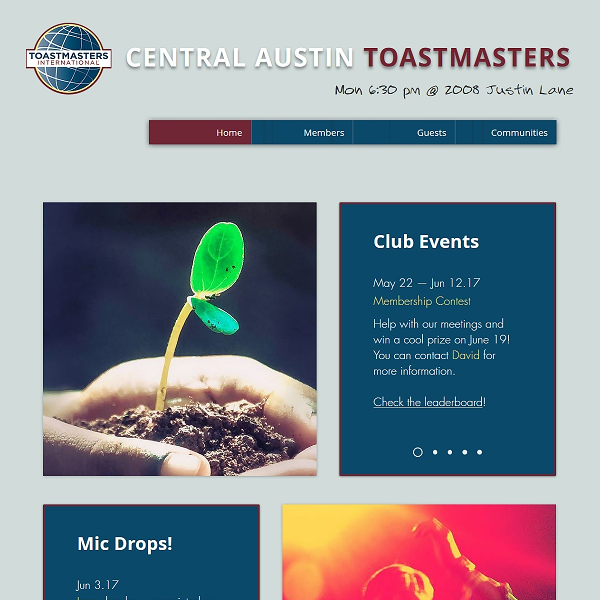 TOASTMASTERS
INTERNATIONAL
CENTRAL AUSTIN TOASTMASTERS
Mon 6:30 pm @ 2008 Justin Lane
Home Members Guests Communities
Club Events
May 22 — Jun 12.17
Membership Contest
Help with our meetings and
win a cool prize on June 19!
You can contact David for
more information.
Check the leaderboard!
Mic Drops!
Jun 3.17